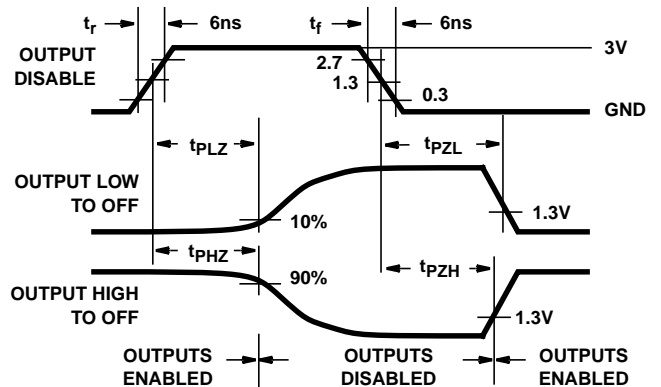 tr 6ns tf 6ns
OUTPUT DISABLE 2.7 1.3 0.3 3V GND
tPLZ tPZL
OUTPUT LOW TO OFF 10% 1.3V
tPHZ tPZH
OUTPUT HIGH TO OFF 90% 1.3V
OUTPUTS ENABLED OUTPUTS DISABLED OUTPUTS ENABLED